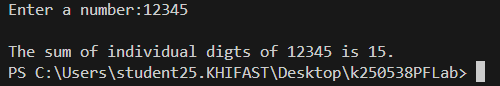 Enter a number:12345
The sum of individual digts of 12345 is 15.
PS C:\Users\student25.KHIFAST\Desktop\k250538PFLab>